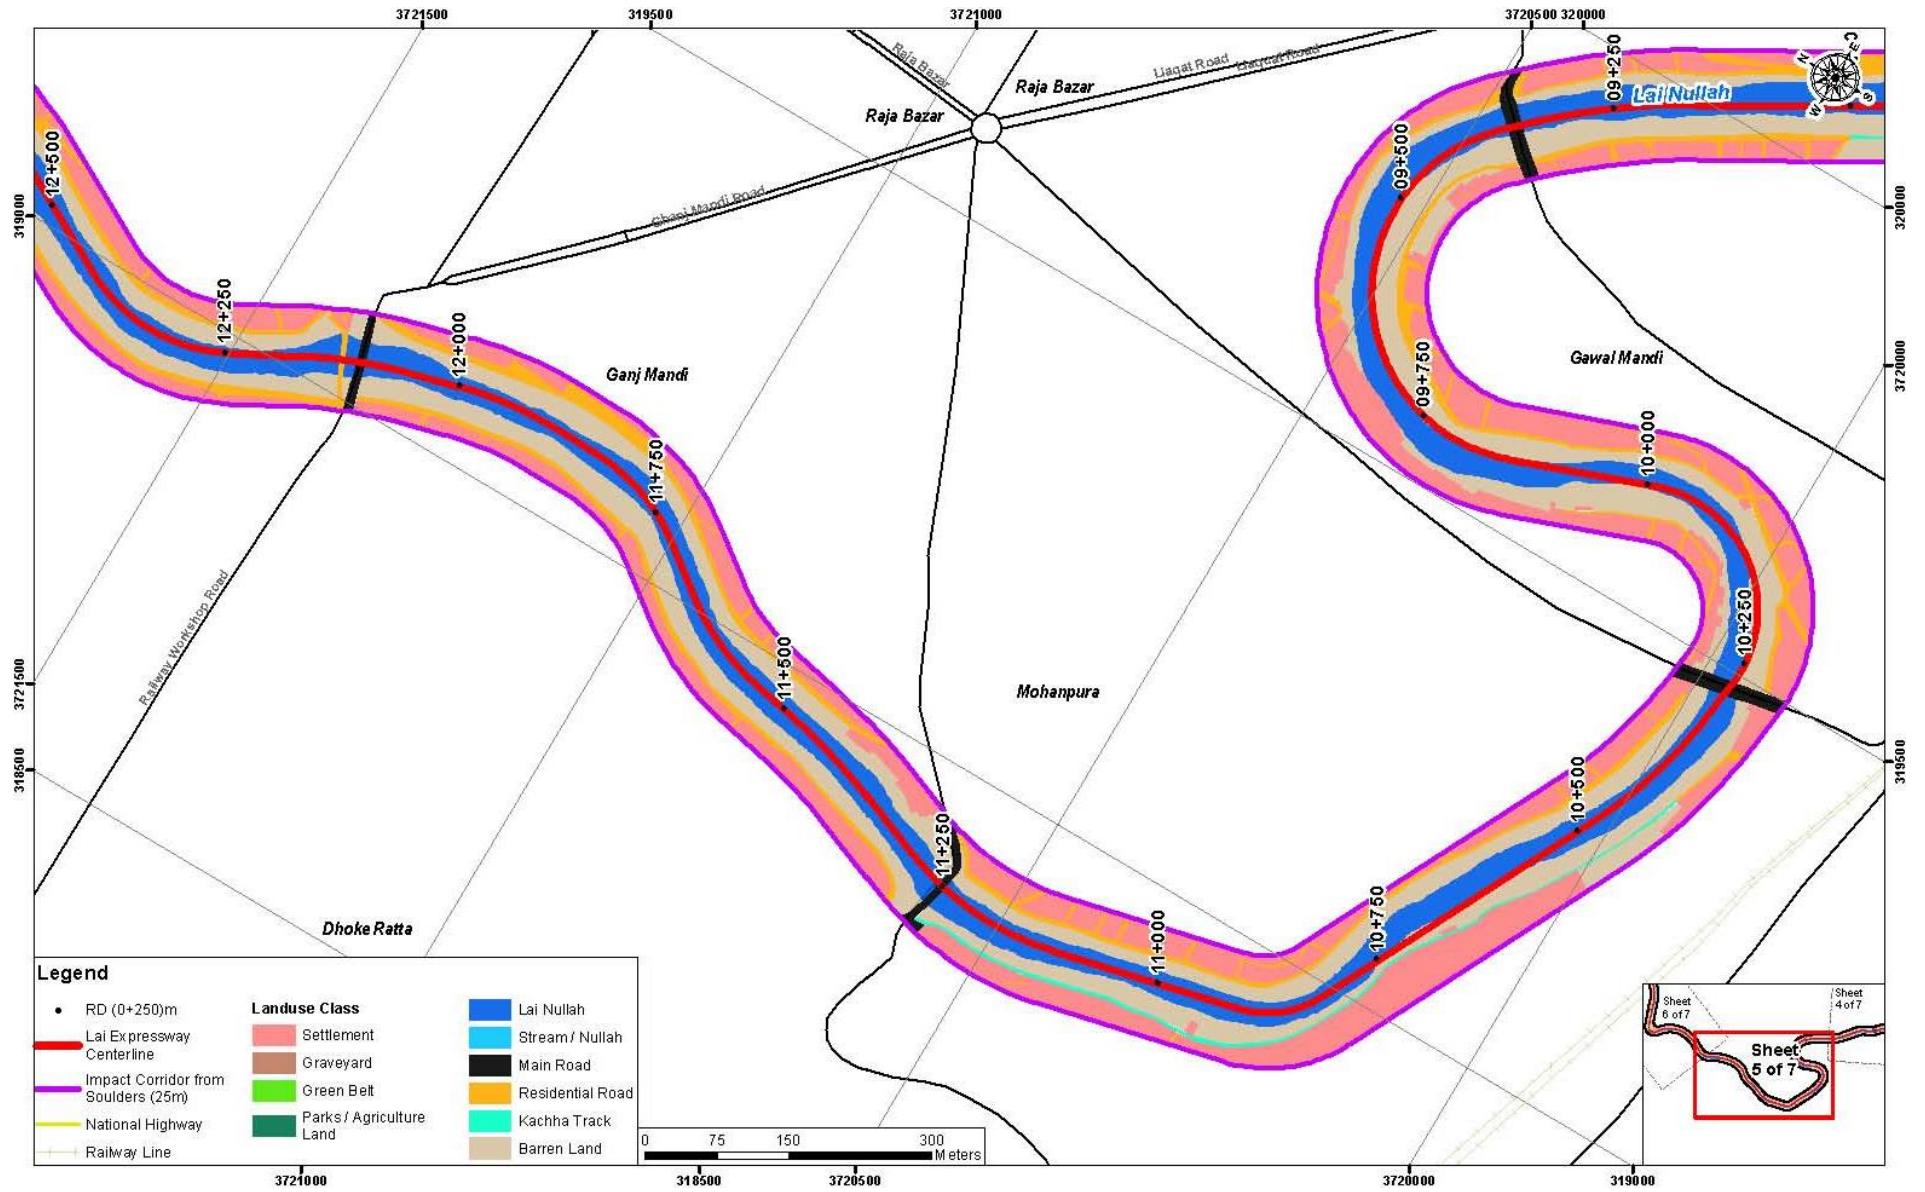 3721500
319500
3721000
3720500 320000
Raja Bazar
Raja Bazar
Raja Bazar
Liaqat Road
Liaquat Road
09+250
Lai Nullah
N
E
S
W
12+500
09+500
319000
320000
Ghanj Mandi Road
12+250
12+000
Ganj Mandi
09+750
Gawal Mandi
3720000
11+750
10+000
Railway Workshop Road
10+250
11+500
Mohanpura
3721500
318500
319500
10+500
11+250
10+750
11+000
Dhoke Ratta
Legend
RD (0+250)m
Lai Expressway
Centerline
Impact Corridor from
Soulders (25m)
National Highway
Railway Line
Landuse Class
Settlement
Graveyard
Green Belt
Parks / Agriculture
Land
Lai Nullah
Stream / Nullah
Main Road
Residential Road
Kachha Track
Barren Land
0 75 150 300
Meters
Sheet
6 of 7
Sheet
4 of 7
Sheet
5 of 7
3721000
318500
3720500
3720000
319000